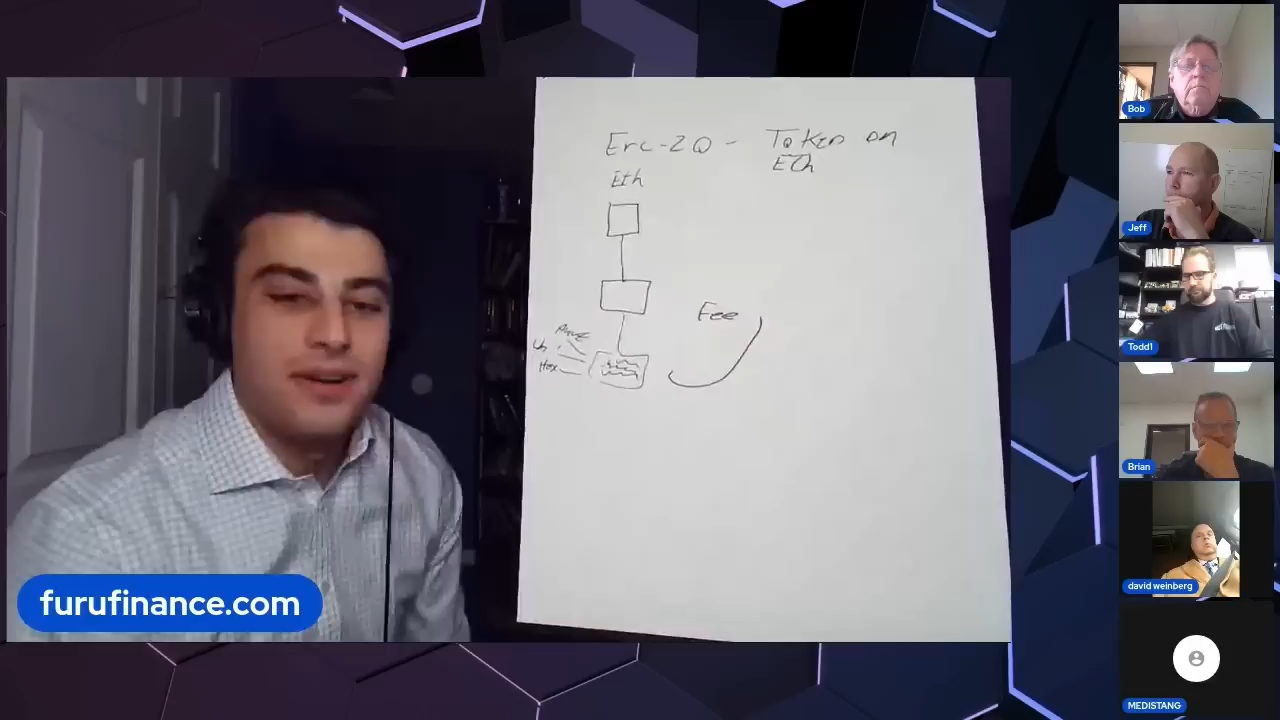 Erc-20 - Token on
Eth
Eth
Fee
Hex
furufinance.com
Bob
Jeff
Todd1
Brian
david weinberg
MEDISTANG